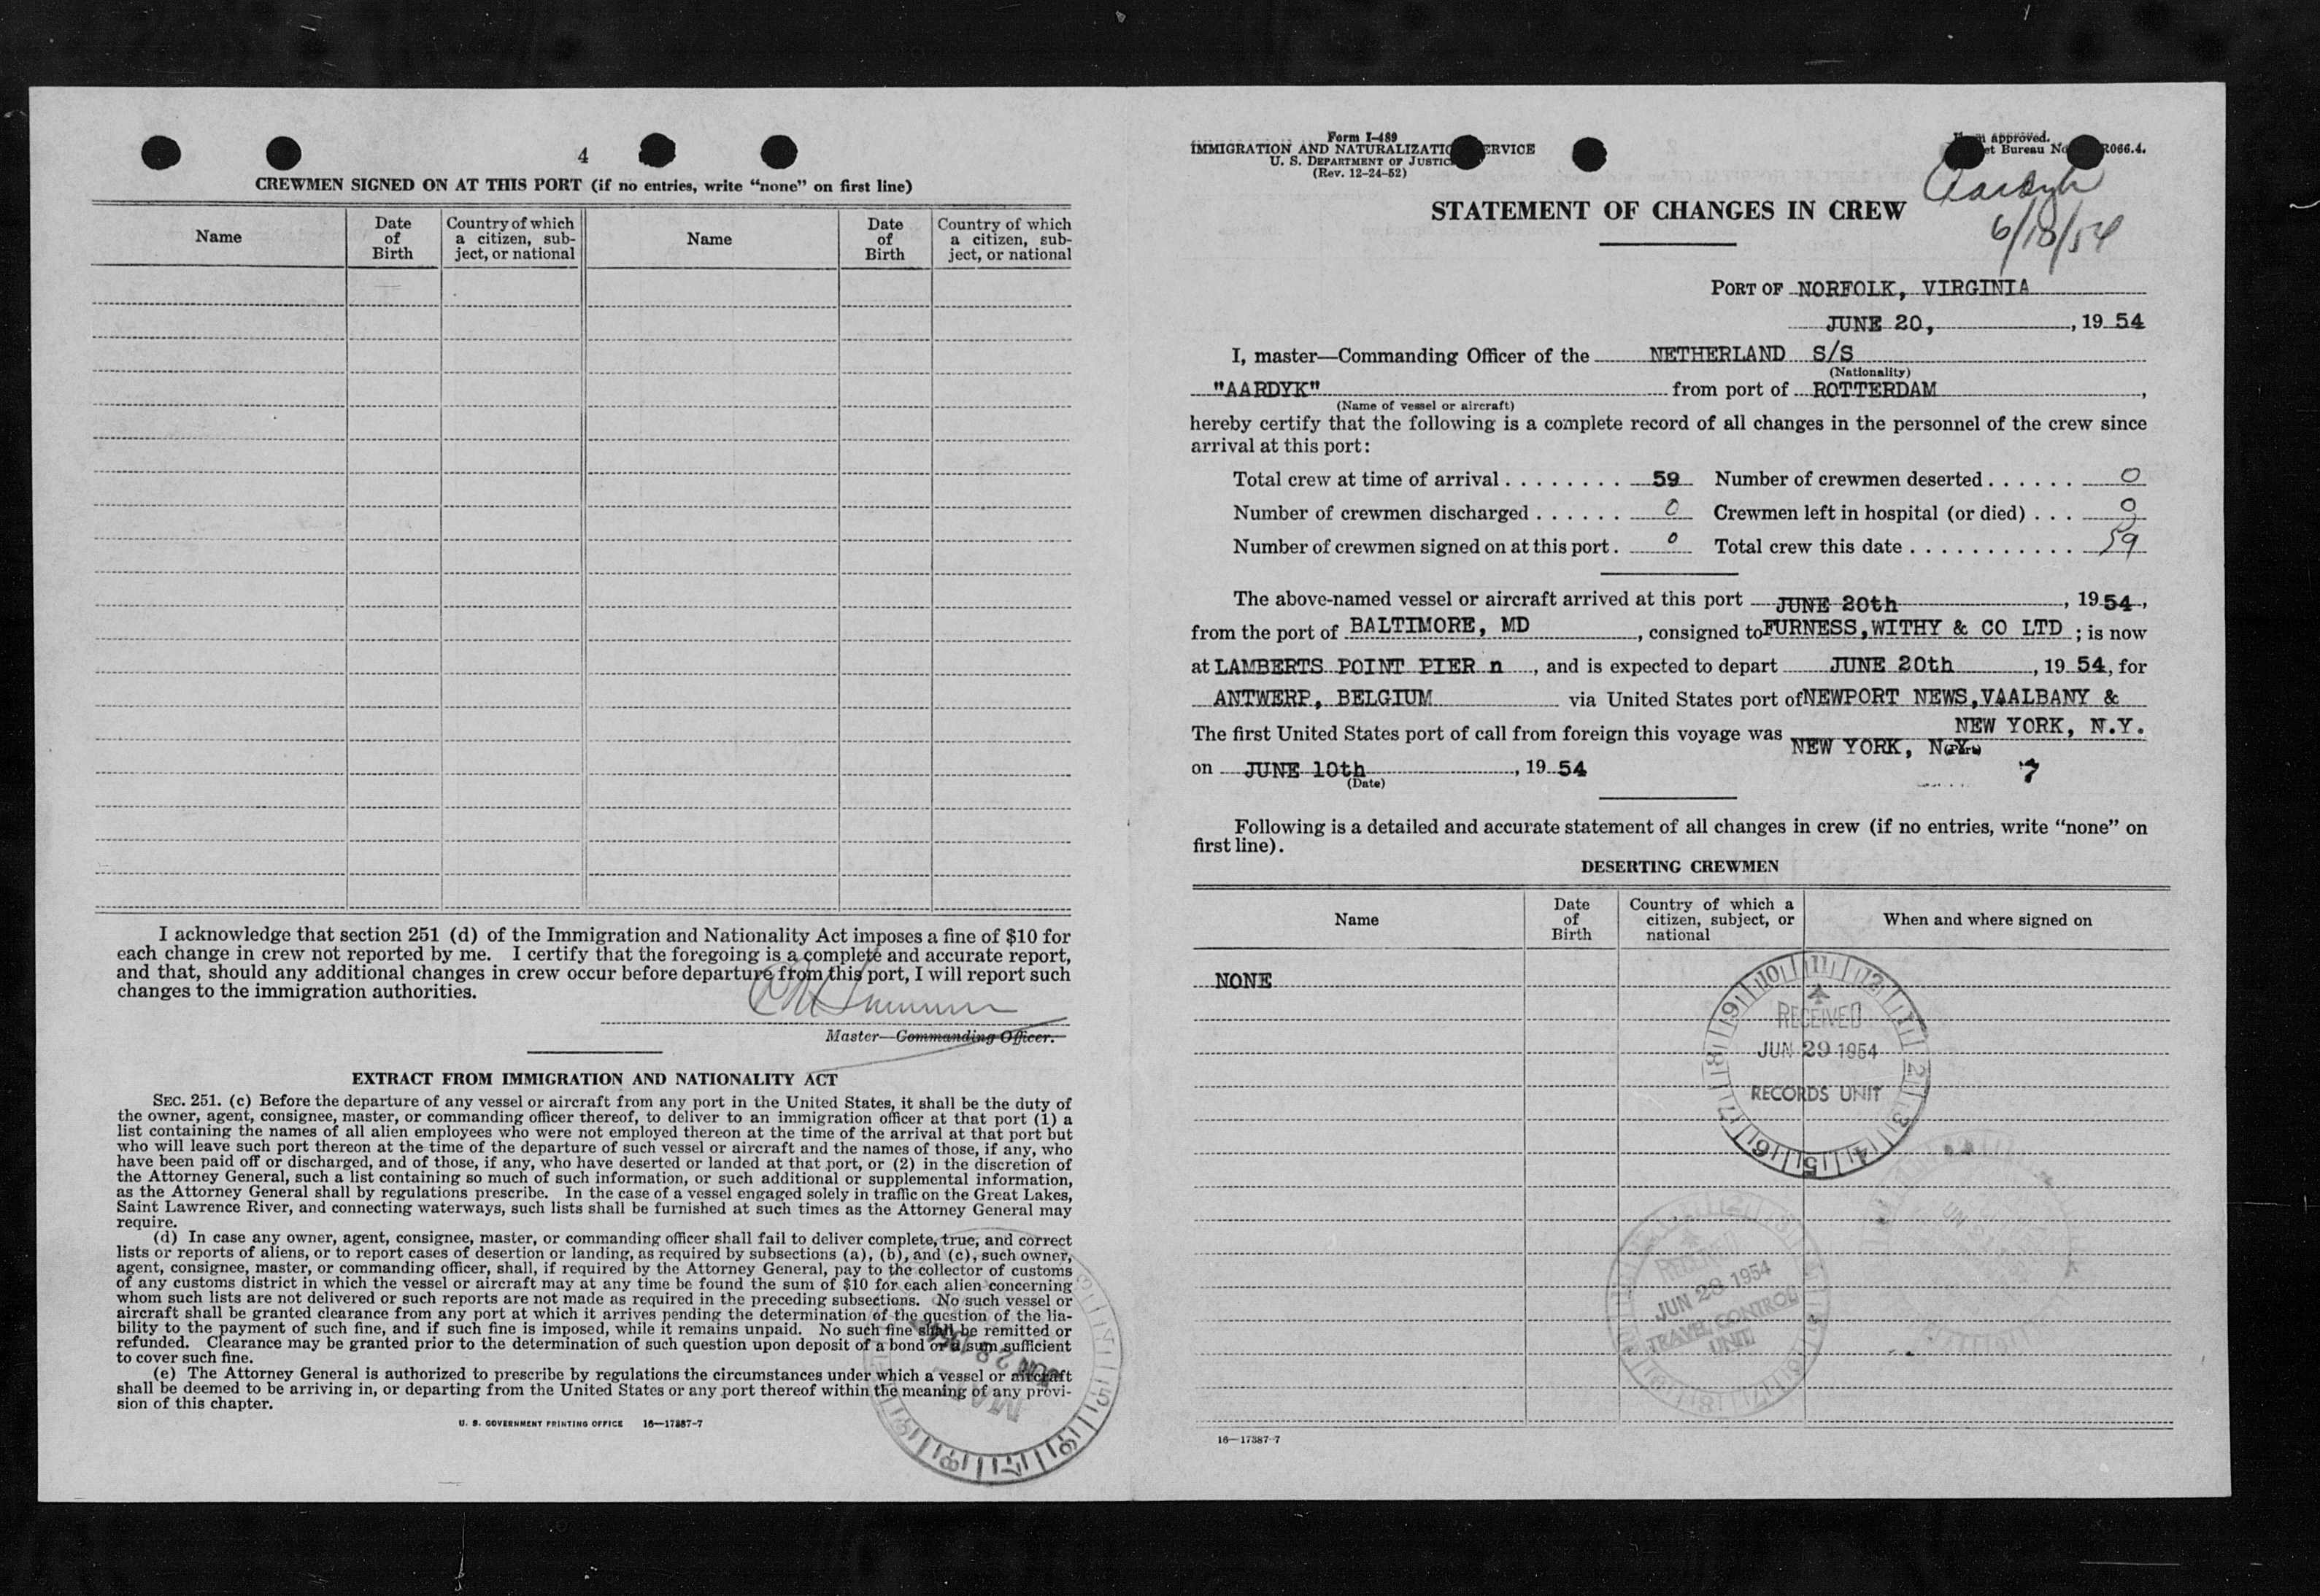 4
CREWMEN SIGNED ON AT THIS PORT (if no entries, write “none” on first line)
Name
Date of Birth
Country of which a citizen, sub-ject, or national
Name
Date of Birth
Country of which a citizen, sub-ject, or national
I acknowledge that section 251 (d) of the Immigration and Nationality Act imposes a fine of $10 for
each change in crew not reported by me. I certify that the foregoing is a complete and accurate report,
and that, should any additional changes in crew occur before departure from this port, I will report such
changes to the immigration authorities.
Master—Commanding Officer.
EXTRACT FROM IMMIGRATION AND NATIONALITY ACT
SEC. 251. (c) Before the departure of any vessel or aircraft from any port in the United States, it shall be the duty of
the owner, agent, consignee, master, or commanding officer thereof, to deliver to an immigration officer at that port (1) a
list containing the names of all alien employees who were not employed thereon at the time of the arrival at that port but
who will leave such port thereon at the time of the departure of such vessel or aircraft and the names of those, if any, who
have been paid off or discharged, and of those, if any, who have deserted or landed at that port, or (2) in the discretion of
the Attorney General, such a list containing so much of such information, or such additional or supplemental information,
as the Attorney General shall by regulations prescribe. In the case of a vessel engaged solely in traffic on the Great Lakes,
Saint Lawrence River, and connecting waterways, such lists shall be furnished at such times as the Attorney General may
require.
(d) In case any owner, agent, consignee, master, or commanding officer shall fail to deliver complete, true, and correct
lists or reports of aliens, or to report cases of desertion or landing, as required by subsections (a), (b), and (c), such owner,
agent, consignee, master, or commanding officer, shall, if required by the Attorney General, pay to the collector of customs
of any customs district in which the vessel or aircraft may at any time be found the sum of $10 for each alien concerning
whom such lists are not delivered or such reports are not made as required in the preceding subsections. No such vessel or
aircraft shall be granted clearance from any port at which it arrives pending the determination of the question of the lia-
bility to the payment of such fine, and if such fine is imposed, while it remains unpaid. No such fine shall be remitted or
refunded. Clearance may be granted prior to the determination of such question upon deposit of a bond or a sum sufficient
to cover such fine.
(e) The Attorney General is authorized to prescribe by regulations the circumstances under which a vessel or aircraft
shall be deemed to be arriving in, or departing from the United States or any port thereof within the meaning of any provi-
sion of this chapter.
U. S. GOVERNMENT PRINTING OFFICE 16—17387-7
Form I-489
IMMIGRATION AND NATURALIZATIO ERVICE
U. S. DEPARTMENT OF JUSTIC
(Rev. 12-24-52)
approved.
et Bureau No. R066.4.
Aardyk
6/18/54
STATEMENT OF CHANGES IN CREW
PORT OF NORFOLK, VIRGINIA
JUNE 20, , 19 54
I, master—Commanding Officer of the NETHERLAND S/S
(Nationality)
"AARDYK" from port of ROTTERDAM ,
(Name of vessel or aircraft)
hereby certify that the following is a complete record of all changes in the personnel of the crew since
arrival at this port:
Total crew at time of arrival . . . . . . . . 59 Number of crewmen deserted . . . . . . 0
Number of crewmen discharged . . . . . . 0 Crewmen left in hospital (or died) . . . 0
Number of crewmen signed on at this port . 0 Total crew this date . . . . . . . . . . . 59
The above-named vessel or aircraft arrived at this port JUNE 20th , 19 54 ,
from the port of BALTIMORE, MD , consigned to FURNESS,WITHY & CO LTD ; is now
at LAMBERTS POINT PIER n , and is expected to depart JUNE 20th , 19 54, for
ANTWERP, BELGIUM via United States port of NEWPORT NEWS,VAALBANY &
NEW YORK, N.Y.
The first United States port of call from foreign this voyage was NEW YORK, N.Y.
(Port)
on JUNE 10th , 19 54
(Date)
7
Following is a detailed and accurate statement of all changes in crew (if no entries, write “none” on
first line).
DESERTING CREWMEN
Name
Date of Birth
Country of which a citizen, subject, or national
When and where signed on
NONE
RECEIVED
JUN 29 1954
RECORDS UNIT
RECEIVED
JUN 28 1954
TRAVEL CONTROL
UNIT
16—17387-7